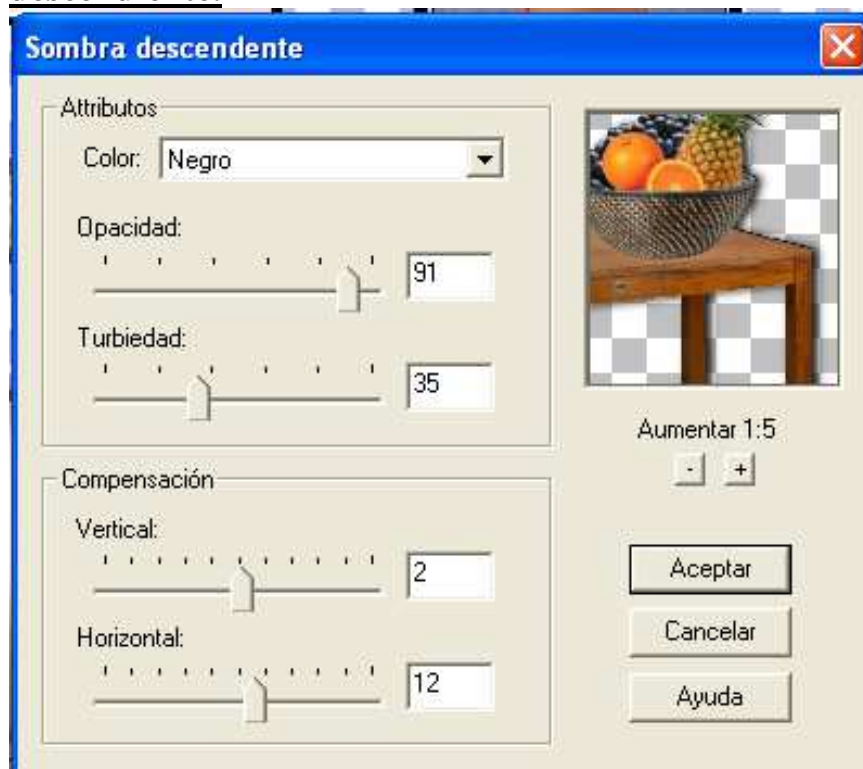 Sombra descendente
Attributos
Color: Negro
Opacidad:
91
Turbiedad:
35
Aumentar 1:5
- +
Compensación
Vertical:
2
Horizontal:
12
Aceptar
Cancelar
Ayuda